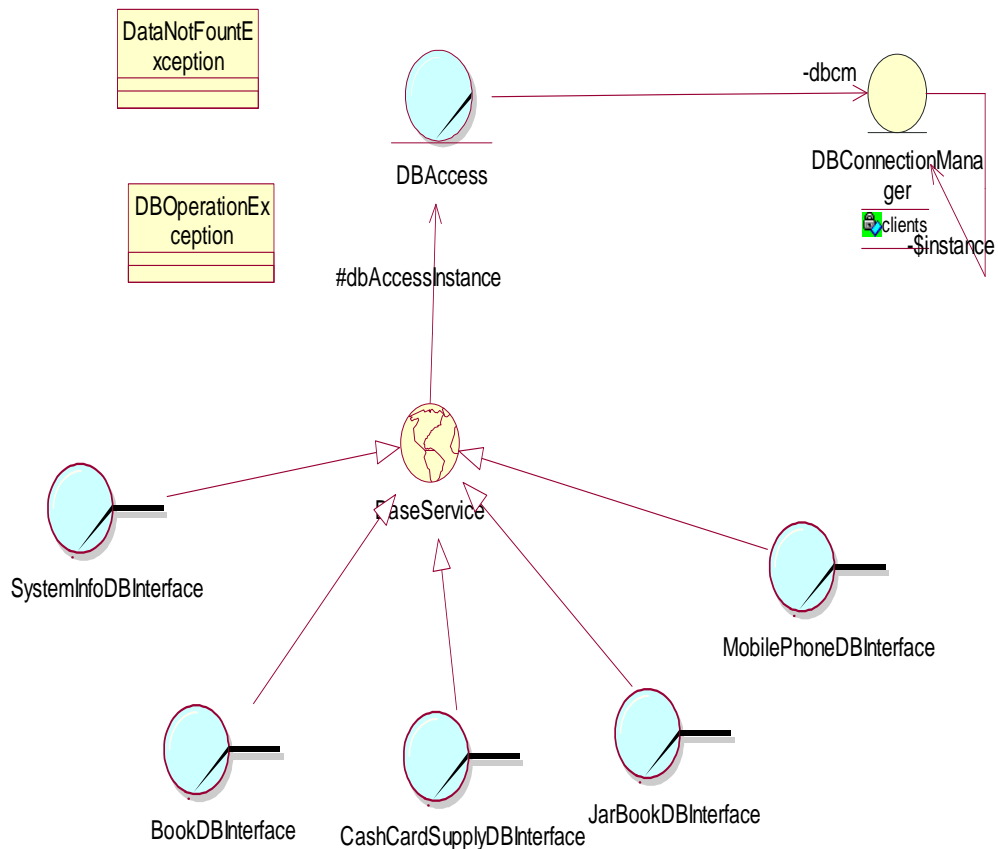 DataNotFountE
xception
-dbcm
DBAccess
DBConnectionMana
ger
clients
-$instance
DBOperationEx
ception
#dbAccessInstance
BaseService
SystemInfoDBInterface
MobilePhoneDBInterface
BookDBInterface
CashCardSupplyDBInterface
JarBookDBInterface